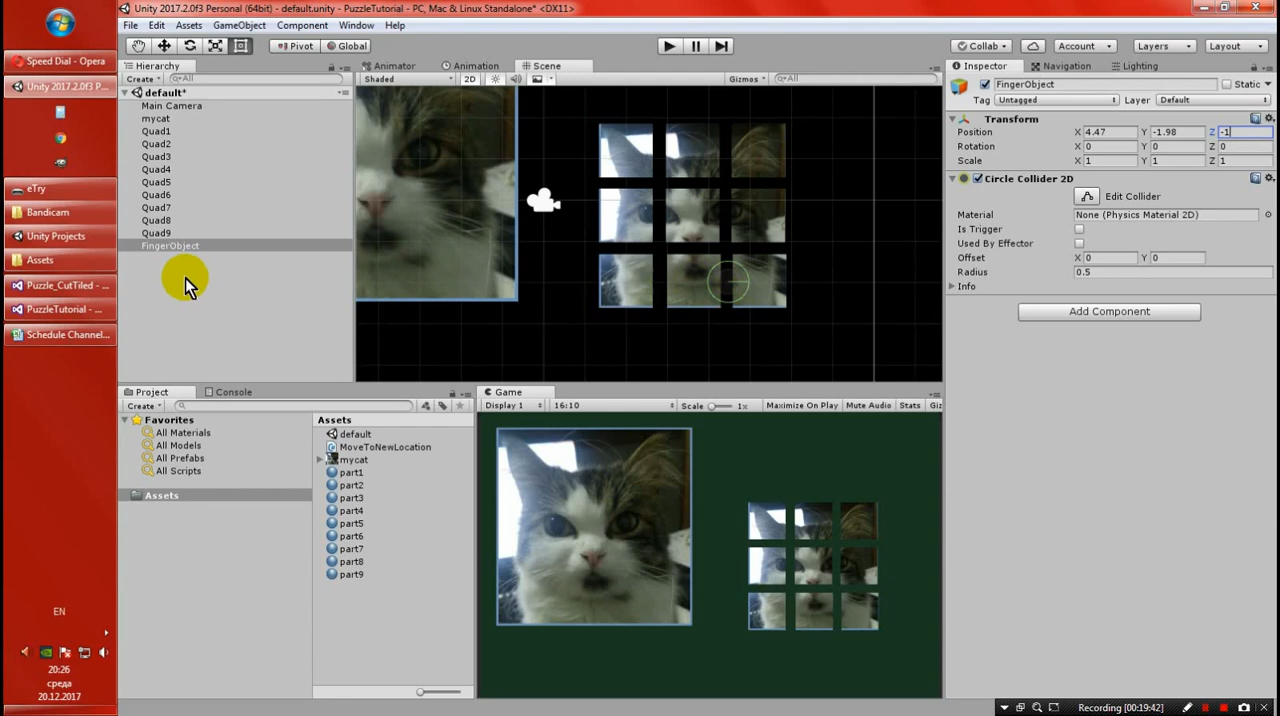 Unity 2017.2.0f3 Personal (64bit) - default.unity - PuzzleTutorial - PC, Mac & Linux Standalone* <DX11>
File Edit Assets GameObject Component Window Help
Pivot Global Collab Account Layers Layout
Speed Dial - Opera
Unity 2017.2.0f3 P...
eTry
Bandicam
Unity Projects
Assets
Puzzle_CutTiled - ...
PuzzleTutorial - ...
Schedule Channel...
EN
20:26
среда
20.12.2017
Hierarchy
Create All
default*
Main Camera
mycat
Quad1
Quad2
Quad3
Quad4
Quad5
Quad6
Quad7
Quad8
Quad9
FingerObject
Animator Animation Scene
Shaded 2D Gizmos All
Inspector Navigation Lighting
FingerObject Static
Tag Untagged Layer Default
Transform
Position X 4.47 Y -1.98 Z -1
Rotation X 0 Y 0 Z 0
Scale X 1 Y 1 Z 1
Circle Collider 2D
Edit Collider
Material None (Physics Material 2D)
Is Trigger
Used By Effector
Offset X 0 Y 0
Radius 0.5
Info
Add Component
Project Console
Create
Favorites
All Materials
All Models
All Prefabs
All Scripts
Assets
Assets
default
MoveToNewLocation
mycat
part1
part2
part3
part4
part5
part6
part7
part8
part9
Game
Display 1 16:10 Scale 1x Maximize On Play Mute Audio Stats Giz
Recording [00:19:42]